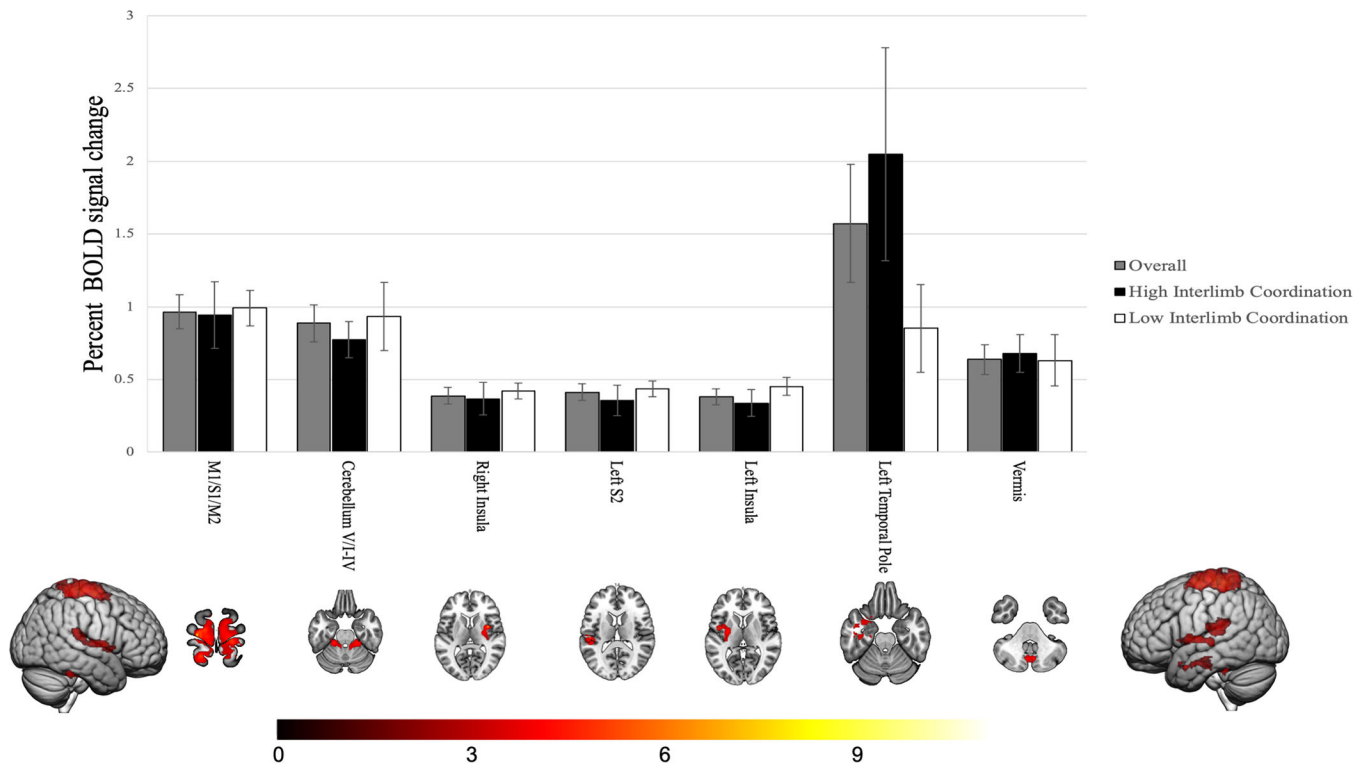 3
2.5
2
1.5
1
0.5
0
Percent BOLD signal change
Overall
High Interlimb Coordination
Low Interlimb Coordination
M1/S1/M2
Cerebellum V/I-IV
Right Insula
Left S2
Left Insula
Left Temporal Pole
Vermis
0
3
6
9